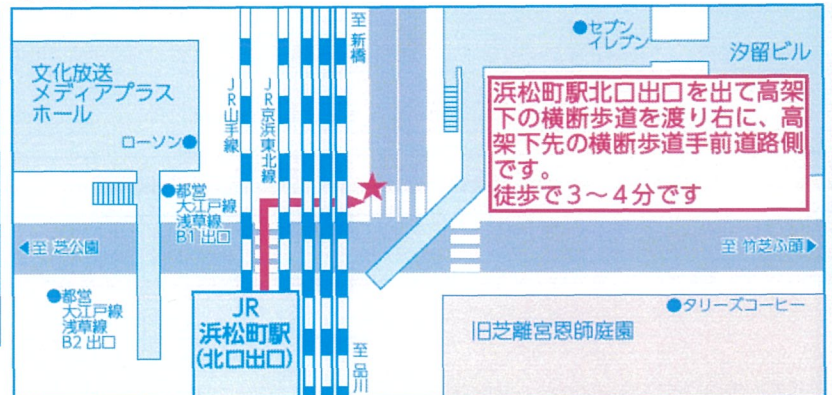 至 新橋
セブン
イレブン
汐留ビル
文化放送
メディアプラス
ホール
ローソン
JR山手線
JR京浜東北線
浜松町駅北口出口を出て高架
下の横断歩道を渡り右に、高
架下先の横断歩道手前道路側
です。
徒歩で3〜4分です
都営
大江戸線
浅草線
B1出口
至 芝公園
至 竹芝ふ頭
都営
大江戸線
浅草線
B2出口
JR
浜松町駅
(北口出口)
至 品川
タリーズコーヒー
旧芝離宮恩師庭園